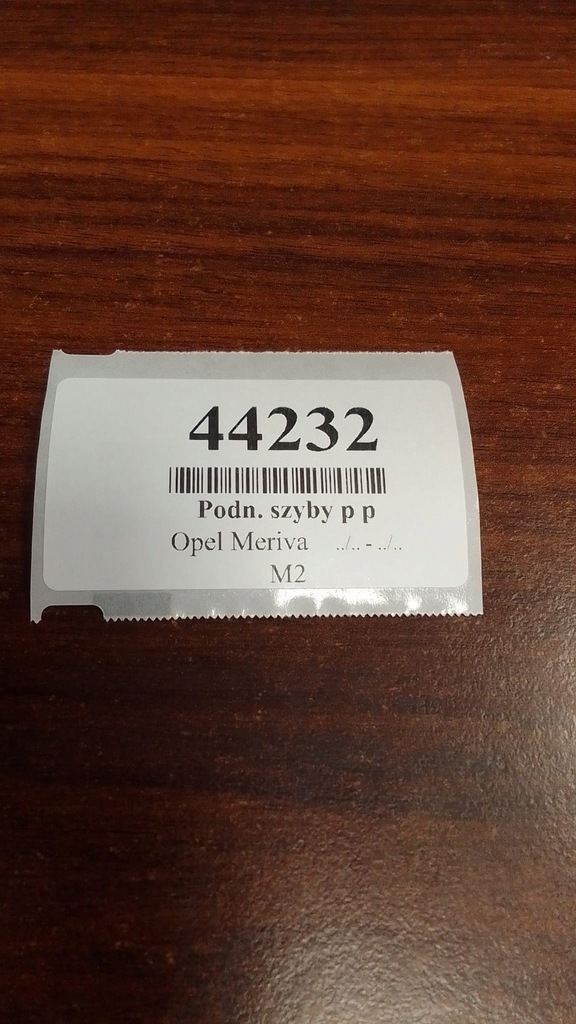 44232
Podn. szyby p p
Opel Meriva ../.. - ../..
M2